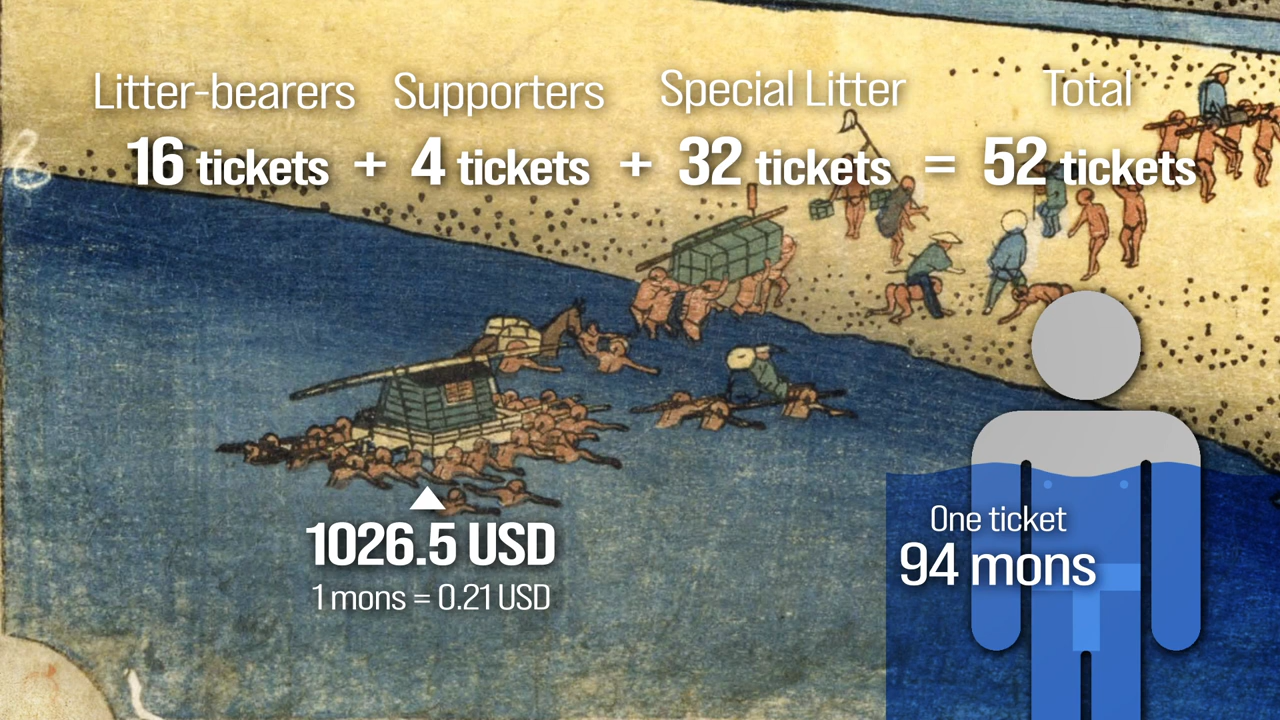 Litter-bearers Supporters Special Litter Total
16 tickets + 4 tickets + 32 tickets = 52 tickets
One ticket
94 mons
1026.5 USD
1 mons = 0.21 USD